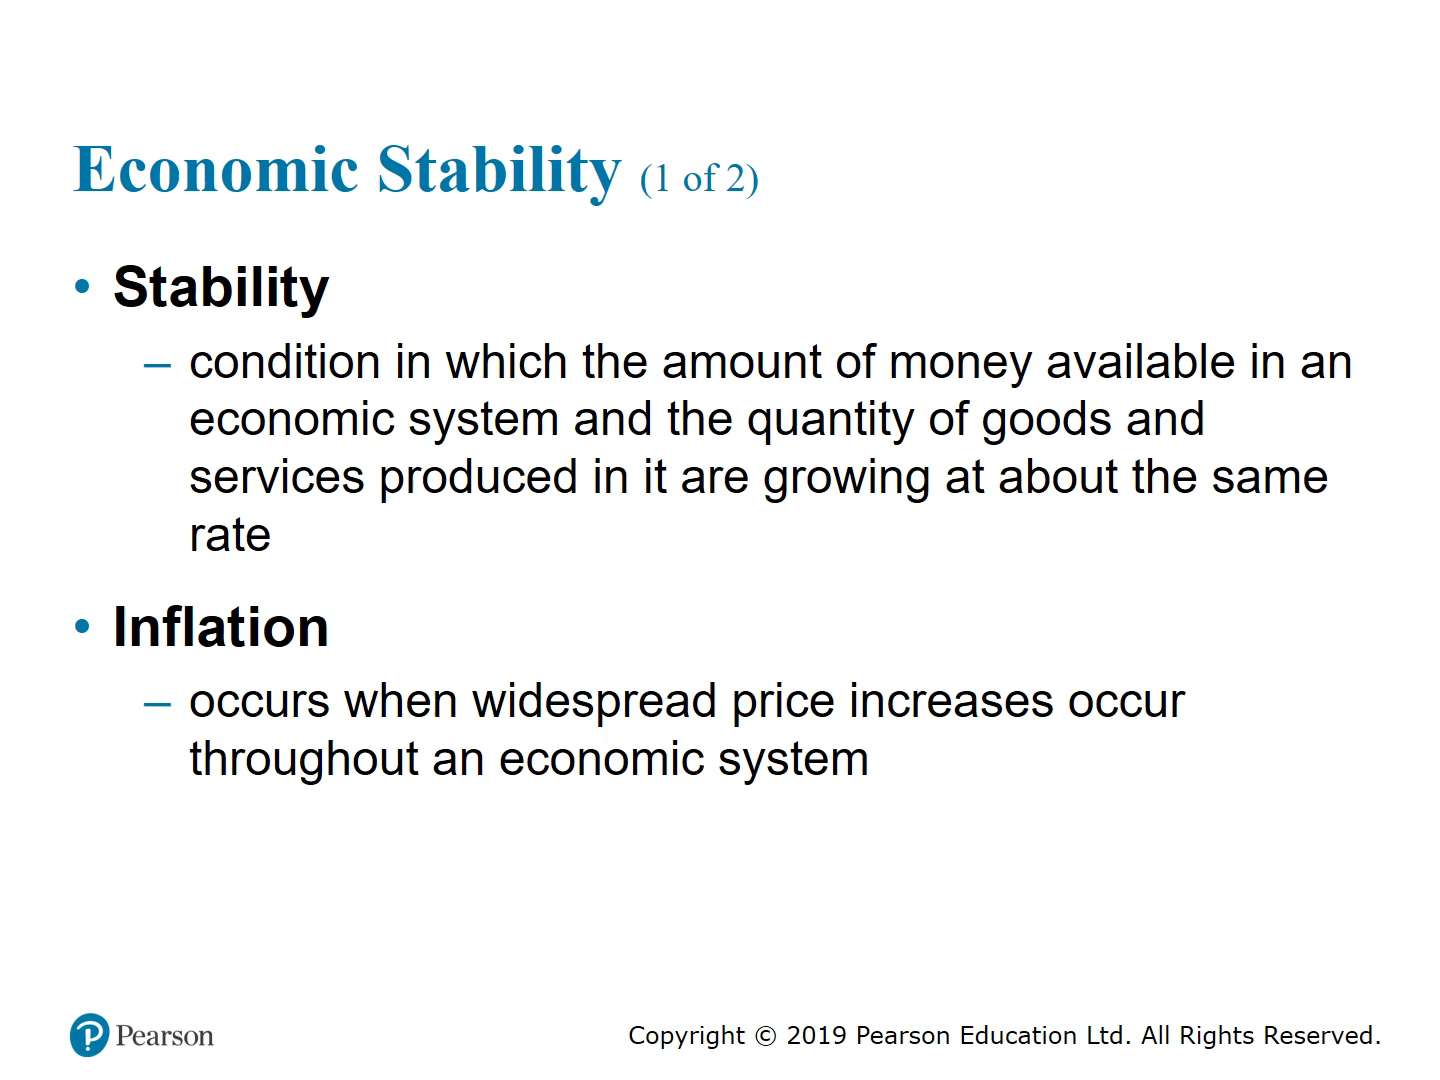 Economic Stability (1 of 2)
• Stability
– condition in which the amount of money available in an
economic system and the quantity of goods and
services produced in it are growing at about the same
rate
• Inflation
– occurs when widespread price increases occur
throughout an economic system
Pearson
Copyright © 2019 Pearson Education Ltd. All Rights Reserved.